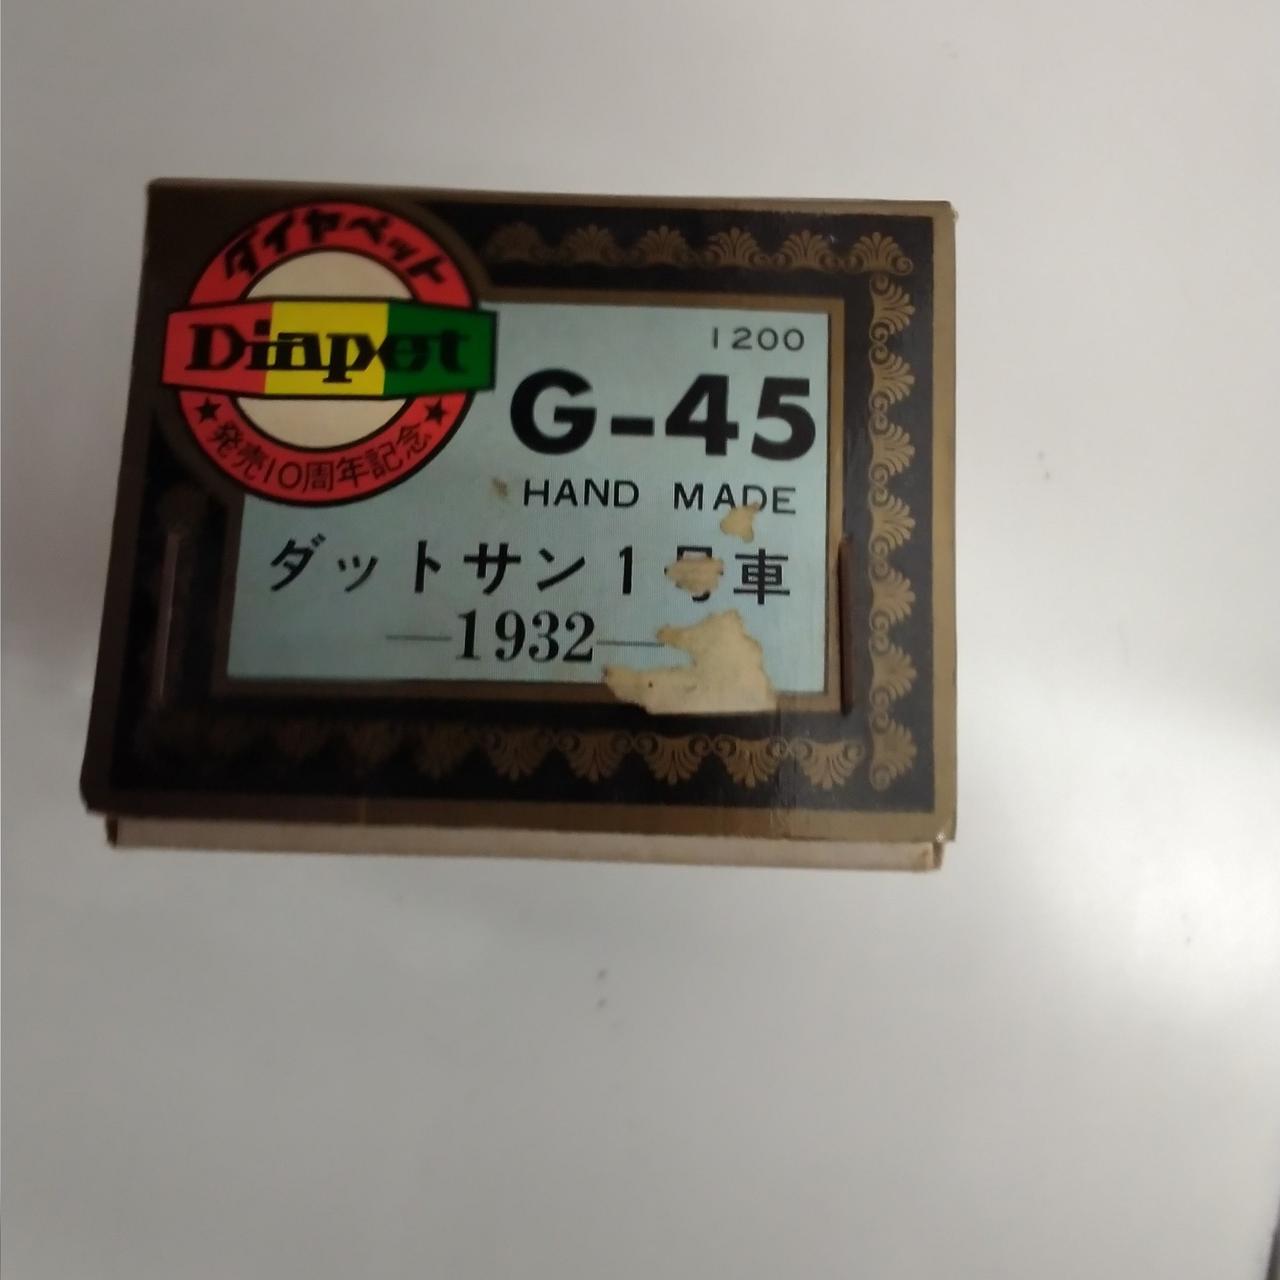 ダイヤペット
Diapet
★発売10周年記念★
1200
G-45
HAND MADE
ダットサン1号車
—1932—